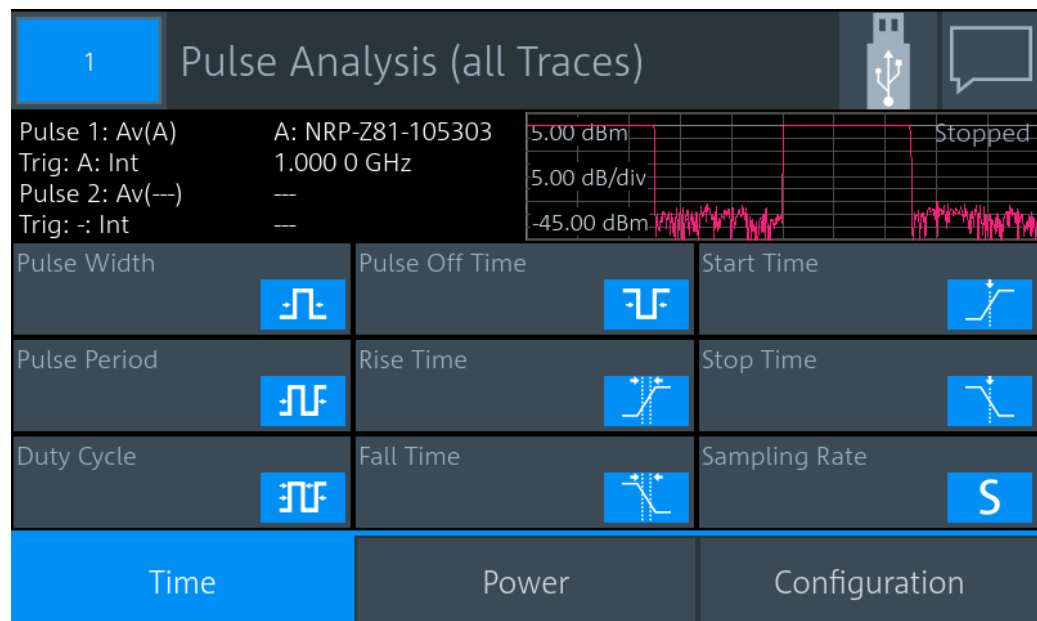 1
Pulse Analysis (all Traces)
Pulse 1: Av(A) A: NRP-Z81-105303
Trig: A: Int 1.000 0 GHz
Pulse 2: Av(---) ---
Trig: -: Int ---
5.00 dBm Stopped
5.00 dB/div
-45.00 dBm
Pulse Width Pulse Off Time Start Time
Pulse Period Rise Time Stop Time
Duty Cycle Fall Time Sampling Rate
S
Time Power Configuration